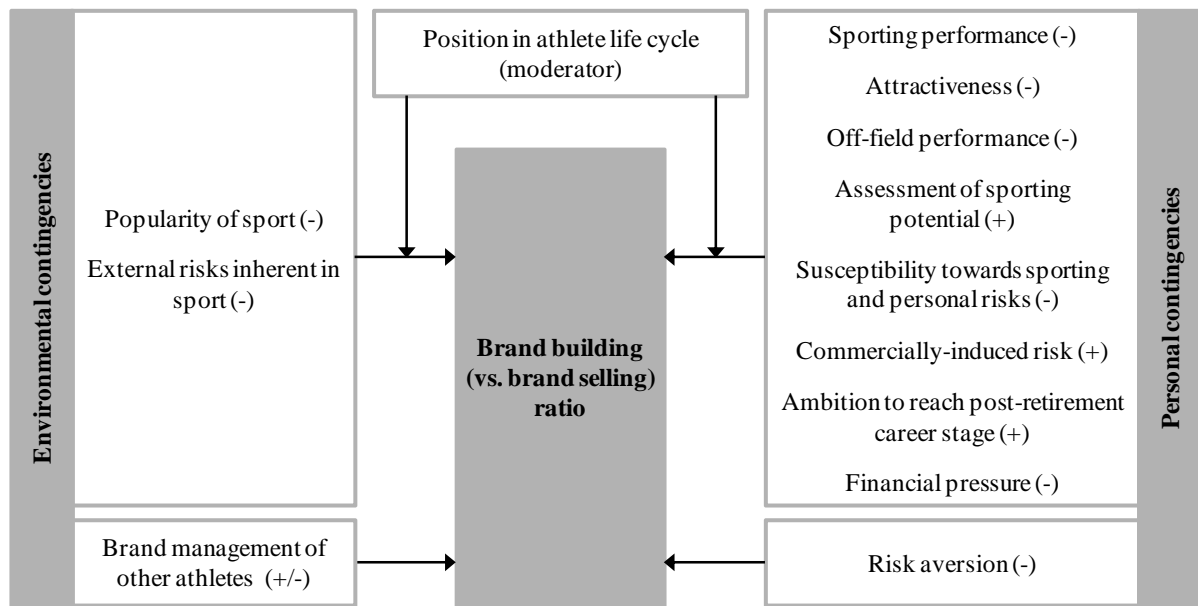 Environmental contingencies
Popularity of sport (-)
External risks inherent in
sport (-)
Brand management of
other athletes (+/-)
Position in athlete life cycle
(moderator)
Brand building
(vs. brand selling)
ratio
Sporting performance (-)
Attractiveness (-)
Off-field performance (-)
Assessment of sporting
potential (+)
Susceptibility towards sporting
and personal risks (-)
Commercially-induced risk (+)
Ambition to reach post-retirement
career stage (+)
Financial pressure (-)
Risk aversion (-)
Personal contingencies